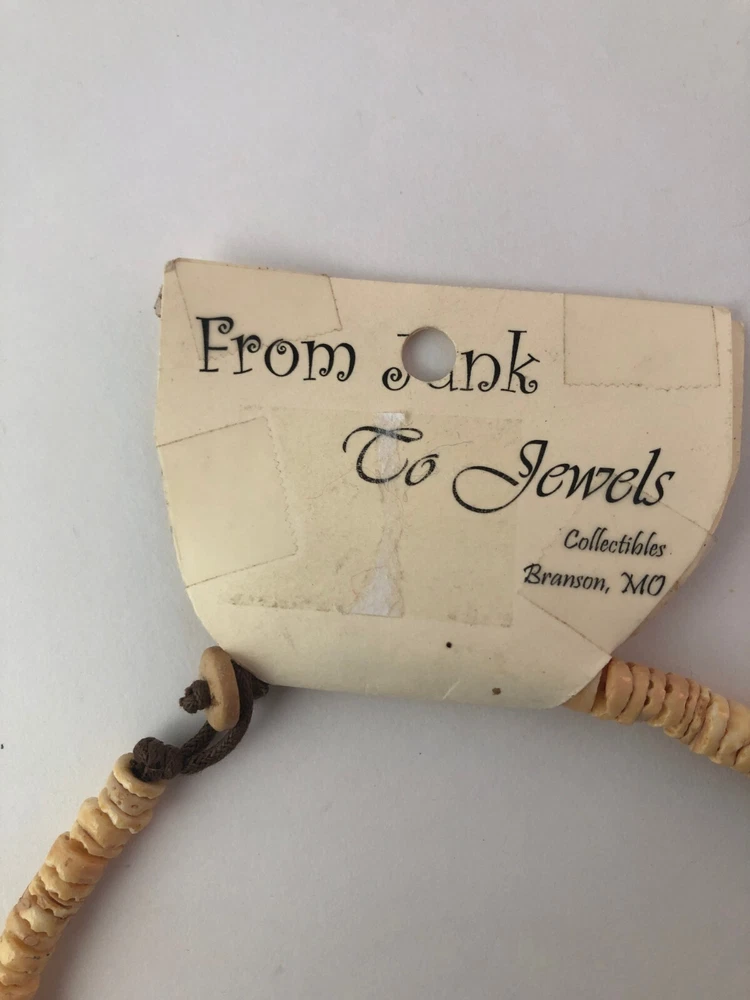 From Junk
To Jewels
Collectibles
Branson, MO